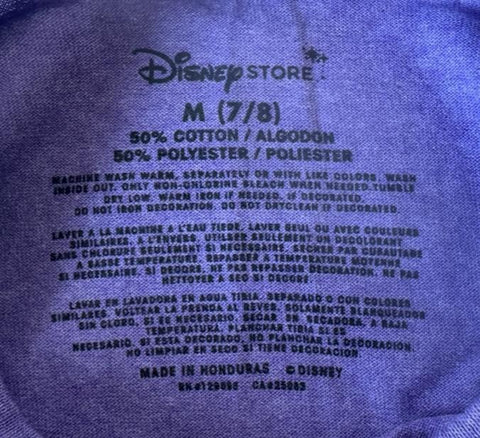 Disney STORE
M (7/8)
50% COTTON / ALGODON
50% POLYESTER / POLIESTER
MACHINE WASH WARM, SEPARATELY OR WITH LIKE COLORS. WASH
INSIDE OUT. ONLY NON-CHLORINE BLEACH WHEN NEEDED.TUMBLE
DRY LOW. WARM IRON IF NEEDED. IF DECORATED,
DO NOT IRON DECORATION. DO NOT DRYCLEAN IF DECORATED.
LAVER A LA MACHINE A L'EAU TIEDE. LAVER SEUL OU AVEC COULEURS
SIMILAIRES, A L'ENVERS. UTILISER SEULEMENT UN DECOLORANT
SANS CHLORURE SEULEMENT SI NECESSAIRE. SECHER PAR CULBUTAGE
A BASSE TEMPERATURE. REPASSER A TEMPERATURE MOYENNE
SI NECESSAIRE. SI DECORE, NE PAS REPASSER DECORATION. NE PAS
NETTOYER A SEC SI DECORE.
LAVAR EN LAVADORA EN AGUA TIBIA. SEPARADO O CON COLORES
SIMILARES. VOLTEAR LA PRENDA AL REVES. SOLAMENTE BLANQUEADOR
SIN CLORO, SI ES NECESARIO. SECAR EN SECADORA, A BAJA
TEMPERATURA. PLANCHAR TIBIA SI ES
NECESARIO. SI ESTA DECORADO, NO PLANCHAR LA DECORACION.
NO LIMPIAR EN SECO SI TIENE DECORACION.
MADE IN HONDURAS © DISNEY